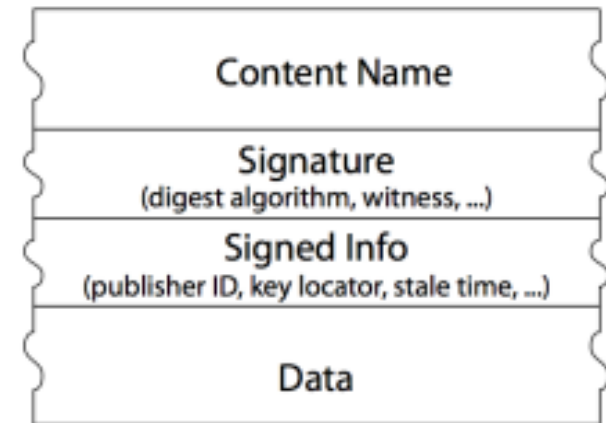 Content Name
Signature
(digest algorithm, witness, ...)
Signed Info
(publisher ID, key locator, stale time, ...)
Data